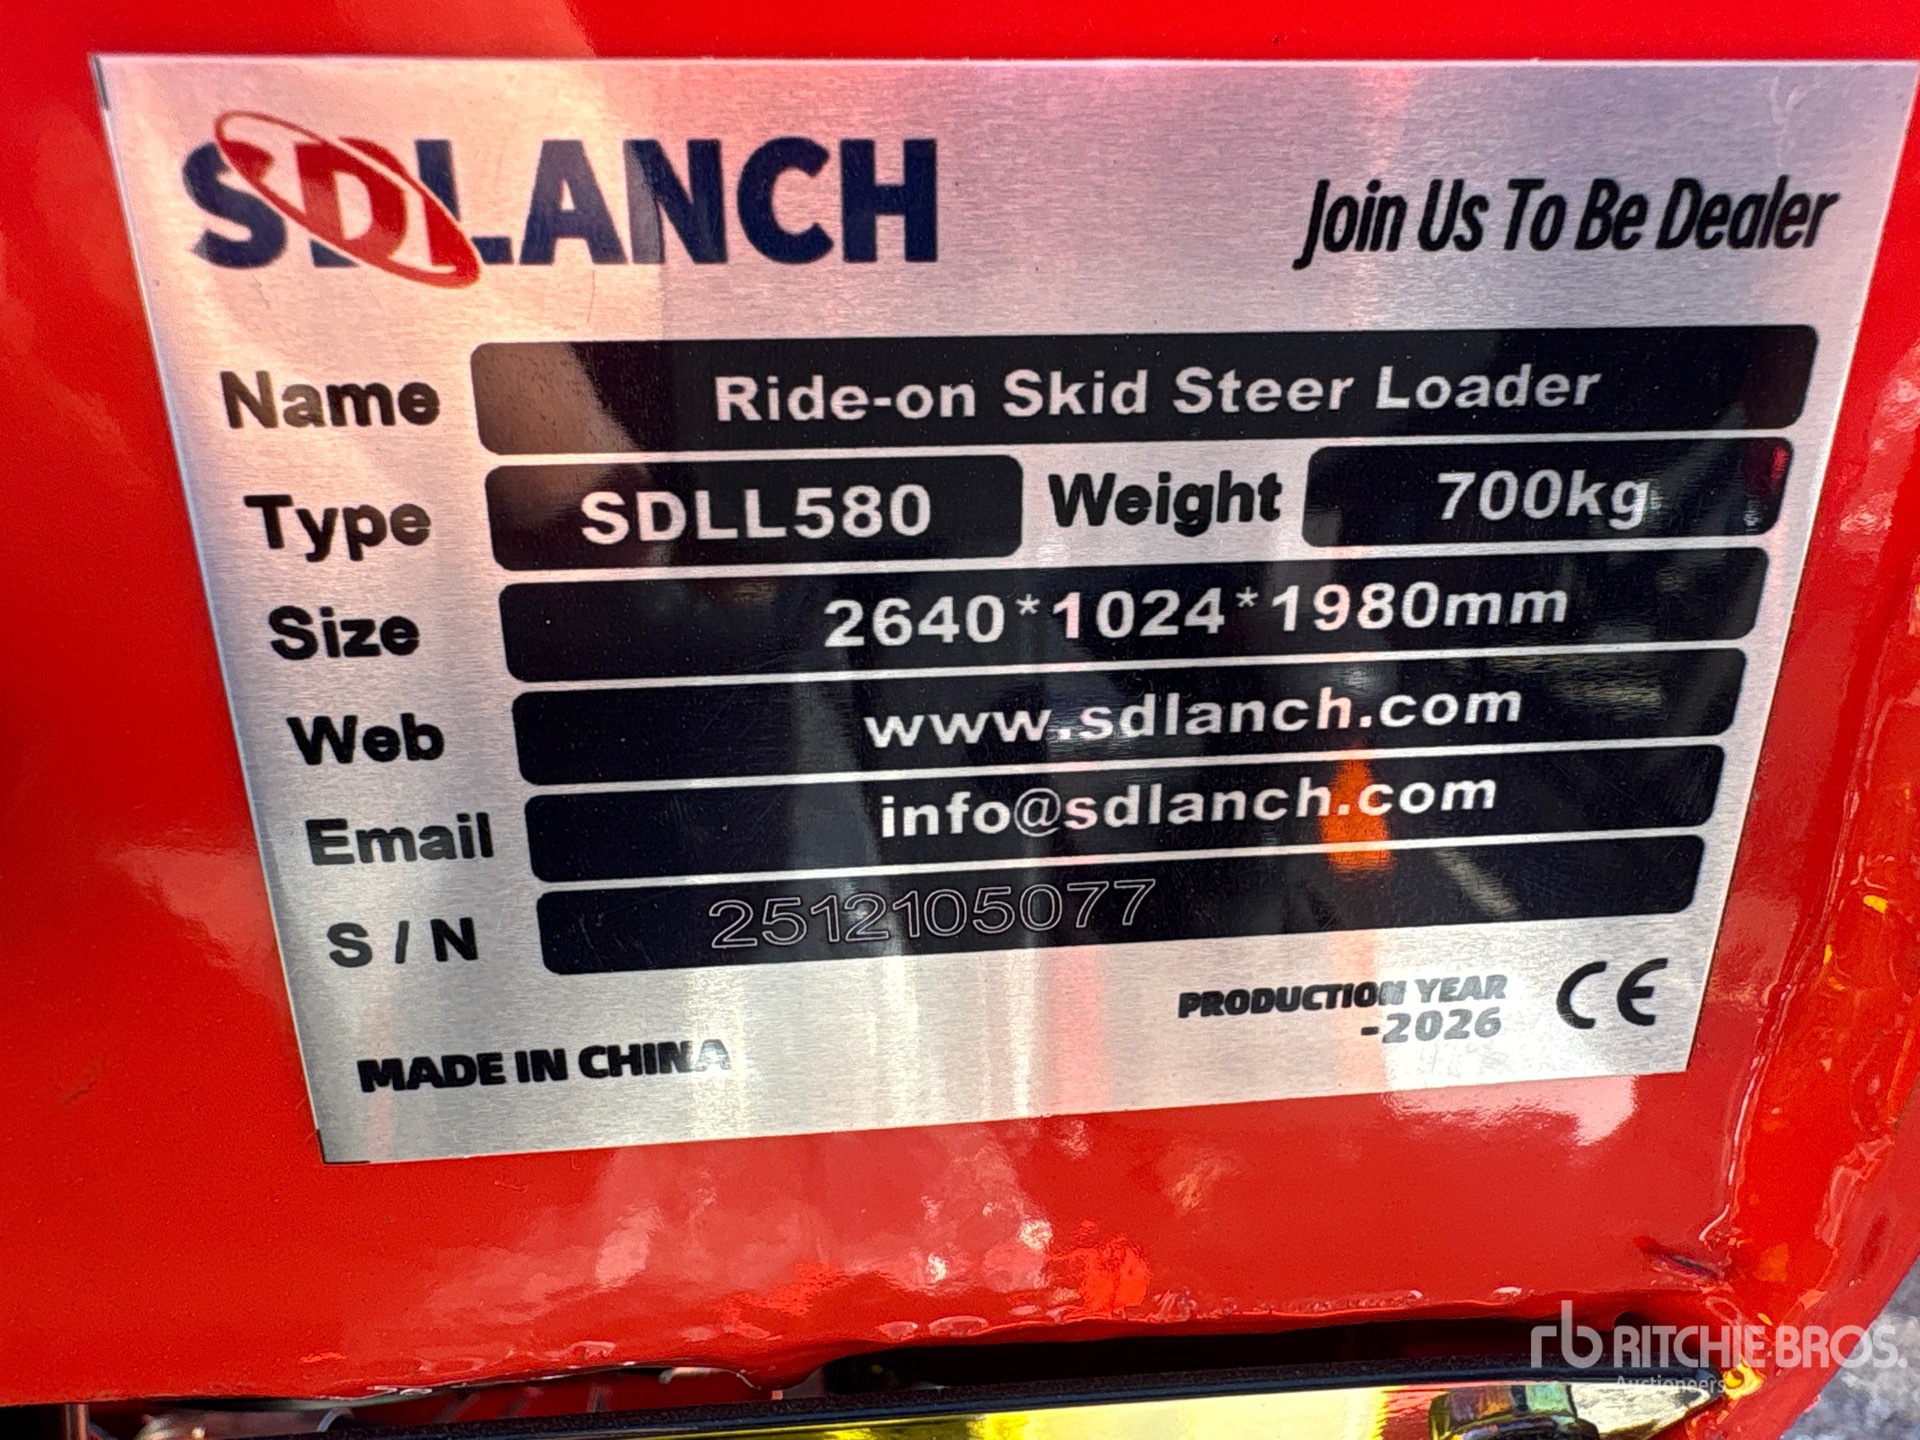 SDLANCH
Join Us To Be Dealer
Name Ride-on Skid Steer Loader
Type SDLL580 Weight 700kg
Size 2640*1024*1980mm
Web www.sdlanch.com
Email info@sdlanch.com
S / N 2512105077
PRODUCTION YEAR
-2026
CE
MADE IN CHINA
rb RITCHIE BROS.
Auctioneers